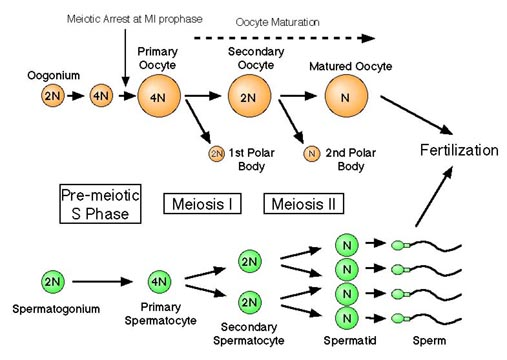 Meiotic Arrest at MI prophase
Oocyte Maturation
Primary
Oocyte
Secondary
Oocyte
Matured Oocyte
Oogonium
2N
4N
4N
2N
N
2N
1st Polar
Body
N
2nd Polar
Body
Fertilization
Pre-meiotic
S Phase
Meiosis I
Meiosis II
2N
4N
2N
2N
N
N
N
N
Spermatogonium
Primary
Spermatocyte
Secondary
Spermatocyte
Spermatid
Sperm